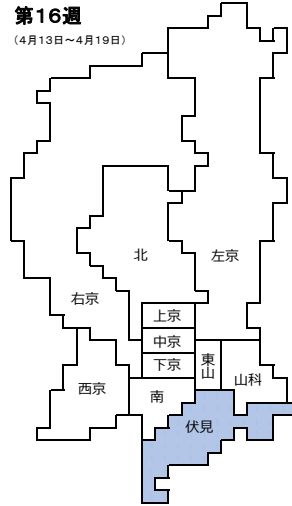 第16週
（4月13日～4月19日）
北
左京
右京
上京
中京
下京
東山
山科
西京
南
伏見